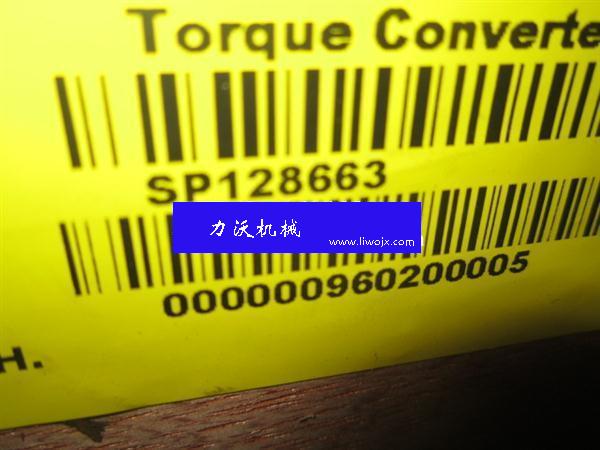 Torque Converte
SP128663
力沃机械
www.liwojx.com
000000960200005
H.